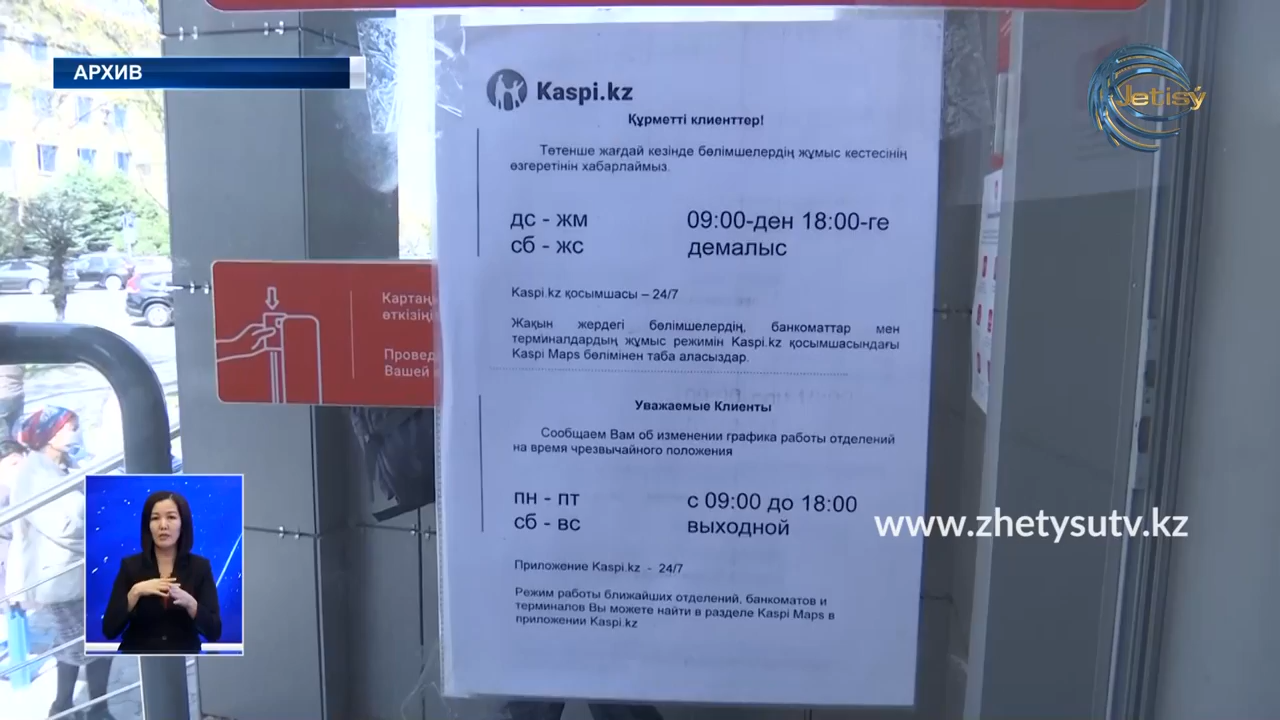 АРХИВ
Jetisý
Kaspi.kz
Құрметті клиенттер!
Төтенше жағдай кезінде бөлімшелердің жұмыс кестесінің
өзгеретінін хабарлаймыз.
дс - жм 09:00-ден 18:00-ге
сб - жс демалыс
Kaspi.kz қосымшасы – 24/7
Жақын жердегі бөлімшелердің, банкоматтар мен
терминалдардың жұмыс режимін Kaspi.kz қосымшасындағы
Kaspi Maps бөлімінен таба аласыздар.
Уважаемые Клиенты
Сообщаем Вам об изменении графика работы отделений
на время чрезвычайного положения
пн - пт с 09:00 до 18:00
сб - вс выходной
Приложение Kaspi.kz - 24/7
Режим работы ближайших отделений, банкоматов и
терминалов Вы можете найти в разделе Kaspi Maps в
приложении Kaspi.kz
Вашей
www.zhetysutv.kz